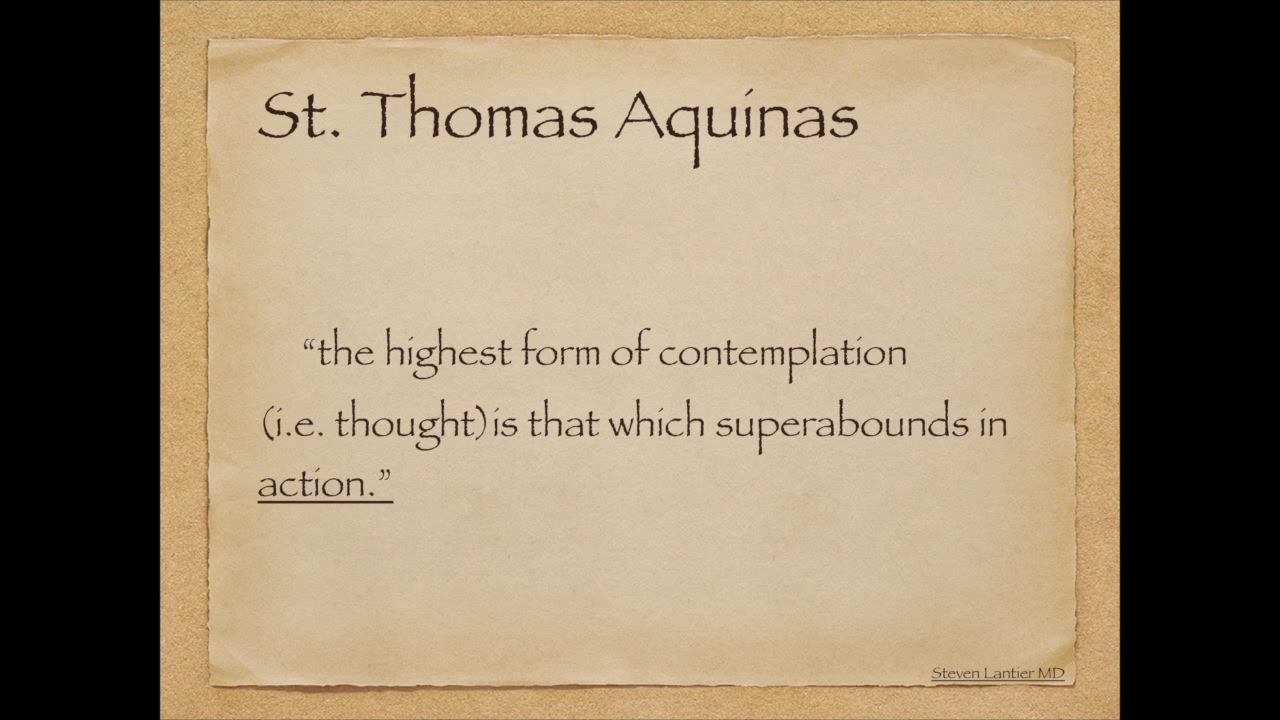 St. Thomas Aquinas
“the highest form of contemplation
(i.e. thought) is that which superabounds in
action.”
Steven Lantier MD